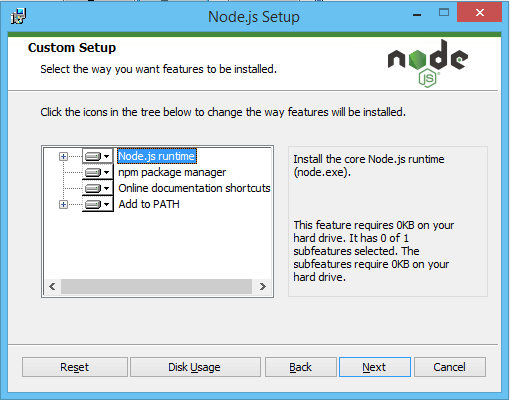 Node.js Setup
Custom Setup
Select the way you want features to be installed.
node
JS
Click the icons in the tree below to change the way features will be installed.
Node.js runtime
npm package manager
Online documentation shortcuts
Add to PATH
Install the core Node.js runtime
(node.exe).
This feature requires 0KB on your
hard drive. It has 0 of 1
subfeatures selected. The
subfeatures require 0KB on your
hard drive.
Reset
Disk Usage
Back
Next
Cancel